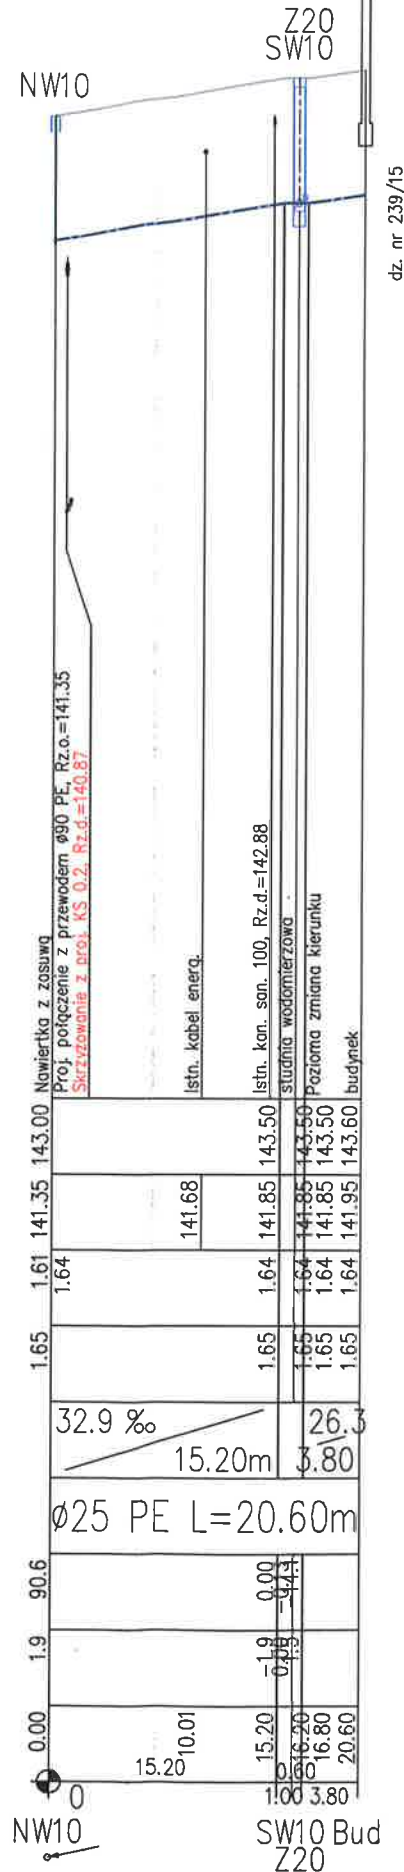 Z20
SW10
NW10
dz. nr 239/15
Nawiertka z zasuwą
Proj. połączenie z przewodem ø90 PE, Rz.o.=141.35
Skrzyżowanie z proj. KS 0.2, Rz.d.=140.87
Istn. kabel energ.
Istn. kan. san. 100, Rz.d.=142.88
studnia wodomierzowa
Pozioma zmiana kierunku
budynek
143.00
143.50
143.50
143.50
143.60
141.35
141.68
141.85
141.85
141.85
141.95
1.61
1.64
1.64
1.64
1.64
1.64
1.65
1.65
1.65
1.65
1.65
32.9 ‰
15.20m
26.3
3.80
ø25 PE L=20.60m
90.6
0.00
1.9
-1.9
0.00
10.01
15.20
16.20
16.80
20.60
15.20
0.60
1.00
3.80
0
NW10
SW10
Bud
Z20